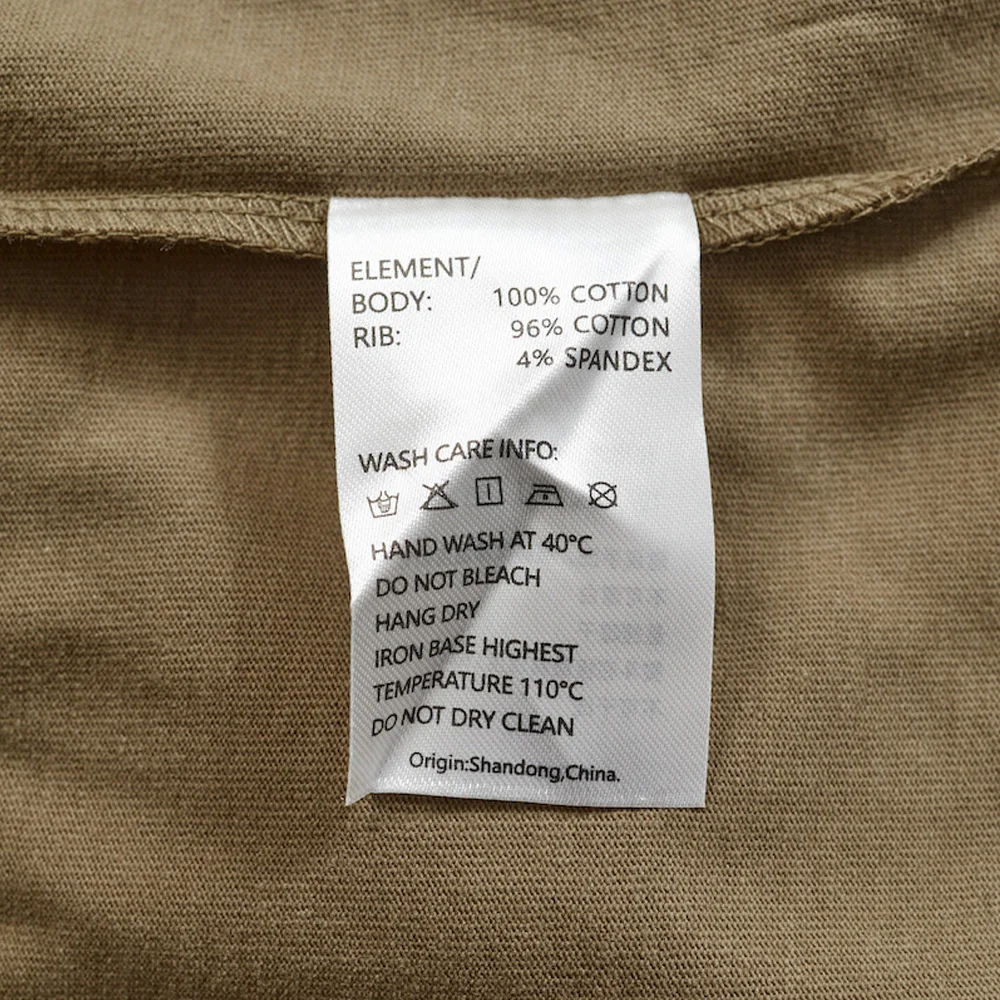 ELEMENT/
BODY: 100% COTTON
RIB: 96% COTTON
4% SPANDEX
WASH CARE INFO:
HAND WASH AT 40°C
DO NOT BLEACH
HANG DRY
IRON BASE HIGHEST
TEMPERATURE 110°C
DO NOT DRY CLEAN
Origin:Shandong,China.